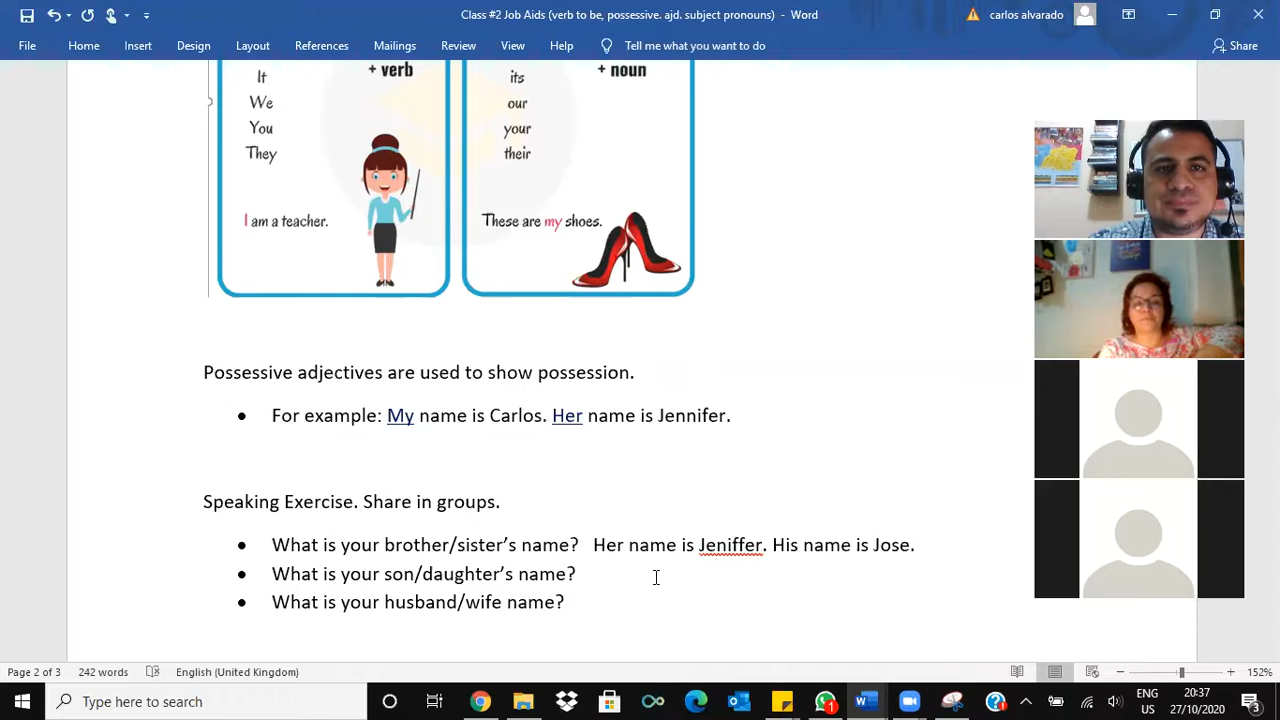 Class #2 Job Aids (verb to be, possessive. ajd. subject pronouns) - Word
carlos alvarado
File Home Insert Design Layout References Mailings Review View Help Tell me what you want to do Share
+ verb
It
We
You
They
I am a teacher.
+ noun
its
our
your
their
These are my shoes.
Possessive adjectives are used to show possession.
• For example: My name is Carlos. Her name is Jennifer.
Speaking Exercise. Share in groups.
• What is your brother/sister’s name? Her name is Jeniffer. His name is Jose.
• What is your son/daughter’s name?
• What is your husband/wife name?
Page 2 of 3 242 words English (United Kingdom) 152%
Type here to search
ENG
US
20:37
27/10/2020
1
3